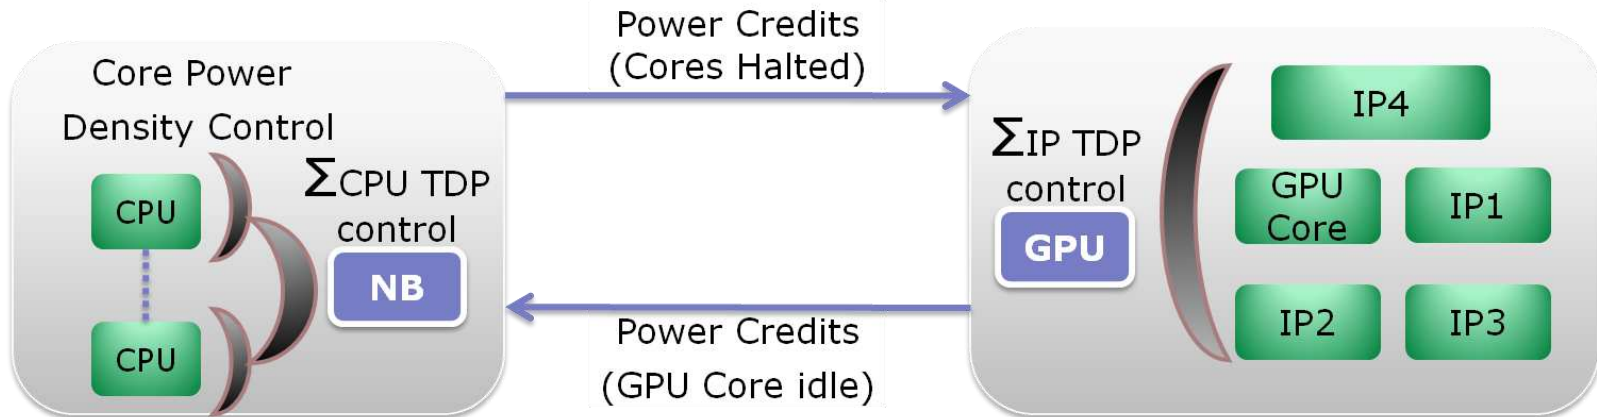 Core Power
Density Control
CPU
CPU
ΣCPU TDP
control
NB
Power Credits
(Cores Halted)
Power Credits
(GPU Core idle)
ΣIP TDP
control
GPU
IP4
GPU
Core
IP1
IP2
IP3